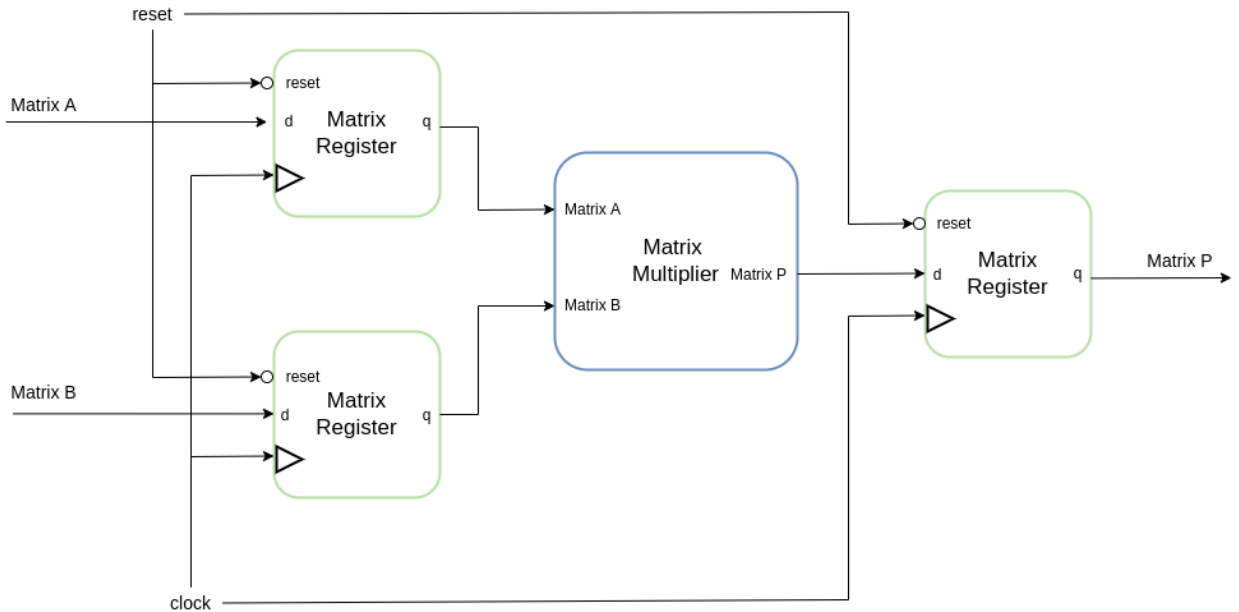 reset
reset
Matrix A
d
Matrix
Register
q
Matrix A
Matrix
Multiplier
Matrix P
Matrix B
reset
d
Matrix
Register
q
Matrix P
reset
Matrix B
d
Matrix
Register
q
clock